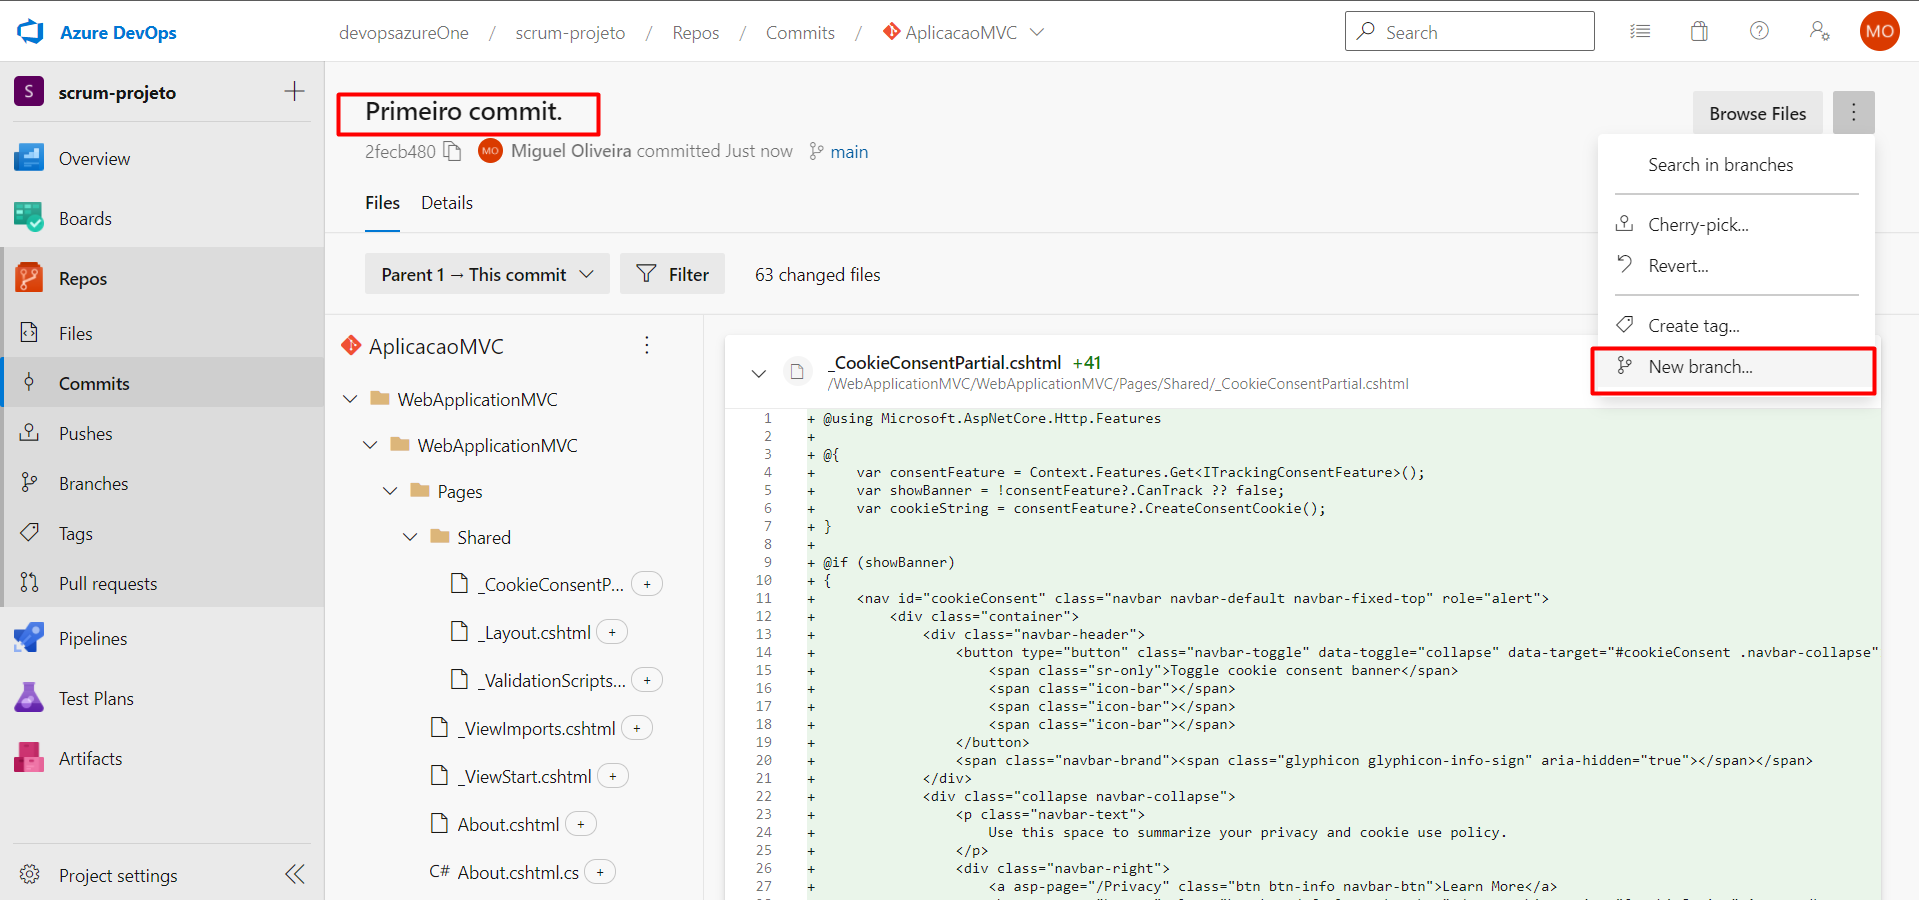 Azure DevOps
devopsazureOne / scrum-projeto / Repos / Commits / AplicacaoMVC
Search
MO
S scrum-projeto
Overview
Boards
Repos
Files
Commits
Pushes
Branches
Tags
Pull requests
Pipelines
Test Plans
Artifacts
Project settings
Primeiro commit.
2fecb480 MO Miguel Oliveira committed Just now main
Browse Files
Files Details
Parent 1 → This commit
Filter
63 changed files
Search in branches
Cherry-pick...
Revert...
Create tag...
New branch...
AplicacaoMVC
WebApplicationMVC
WebApplicationMVC
Pages
Shared
_CookieConsentP... +
_Layout.cshtml +
_ValidationScripts... +
_ViewImports.cshtml +
_ViewStart.cshtml +
About.cshtml +
C# About.cshtml.cs +
_CookieConsentPartial.cshtml +41
/WebApplicationMVC/WebApplicationMVC/Pages/Shared/_CookieConsentPartial.cshtml
1 + @using Microsoft.AspNetCore.Http.Features
2 +
3 + @{
4 + var consentFeature = Context.Features.Get<ITrackingConsentFeature>();
5 + var showBanner = !consentFeature?.CanTrack ?? false;
6 + var cookieString = consentFeature?.CreateConsentCookie();
7 + }
8 +
9 + @if (showBanner)
10 + {
11 + <nav id="cookieConsent" class="navbar navbar-default navbar-fixed-top" role="alert">
12 + <div class="container">
13 + <div class="navbar-header">
14 + <button type="button" class="navbar-toggle" data-toggle="collapse" data-target="#cookieConsent .navbar-collapse"
15 + <span class="sr-only">Toggle cookie consent banner</span>
16 + <span class="icon-bar"></span>
17 + <span class="icon-bar"></span>
18 + <span class="icon-bar"></span>
19 + </button>
20 + <span class="navbar-brand"><span class="glyphicon glyphicon-info-sign" aria-hidden="true"></span></span>
21 + </div>
22 + <div class="collapse navbar-collapse">
23 + <p class="navbar-text">
24 + Use this space to summarize your privacy and cookie use policy.
25 + </p>
26 + <div class="navbar-right">
27 + <a asp-page="/Privacy" class="btn btn-info navbar-btn">Learn More</a>